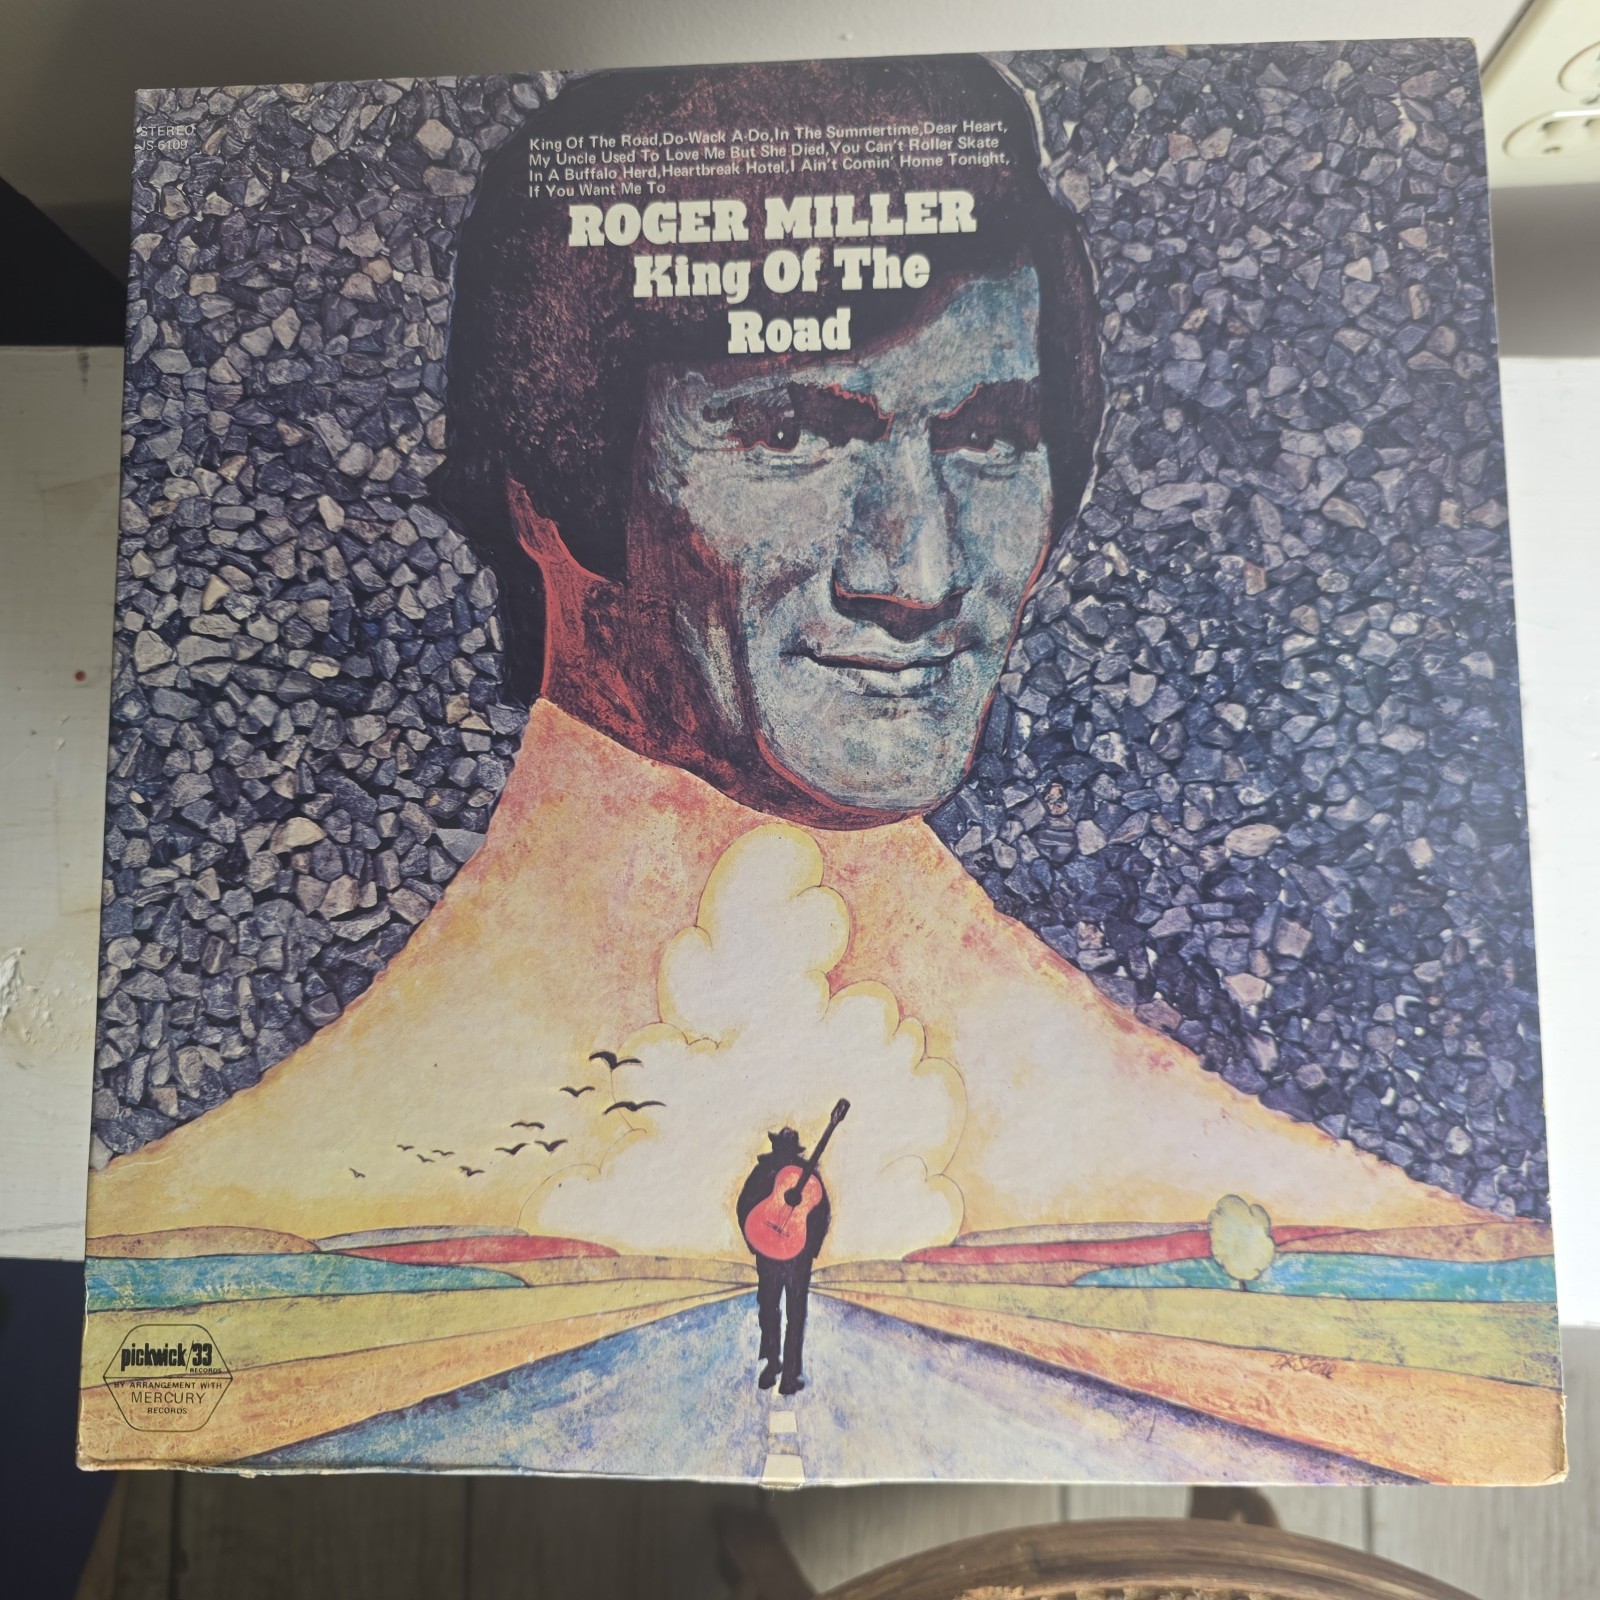 STEREO
JS-6109
King Of The Road,Do-Wack A-Do,In The Summertime,Dear Heart,
My Uncle Used To Love Me But She Died,You Can't Roller Skate
In A Buffalo Herd,Heartbreak Hotel,I Ain't Comin' Home Tonight,
If You Want Me To
ROGER MILLER
King Of The
Road
pickwick/33
RECORDS
BY ARRANGEMENT WITH
MERCURY
RECORDS